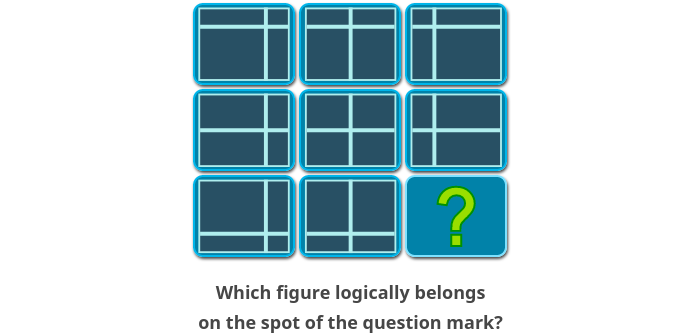 ?
Which figure logically belongs
on the spot of the question mark?